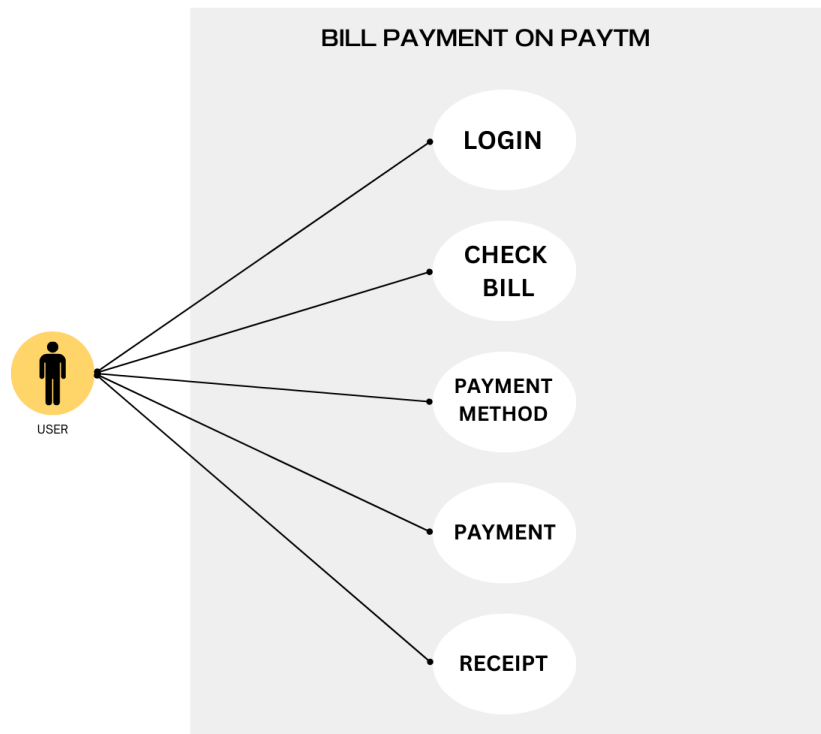 BILL PAYMENT ON PAYTM
LOGIN
CHECK
BILL
PAYMENT
METHOD
USER
PAYMENT
RECEIPT